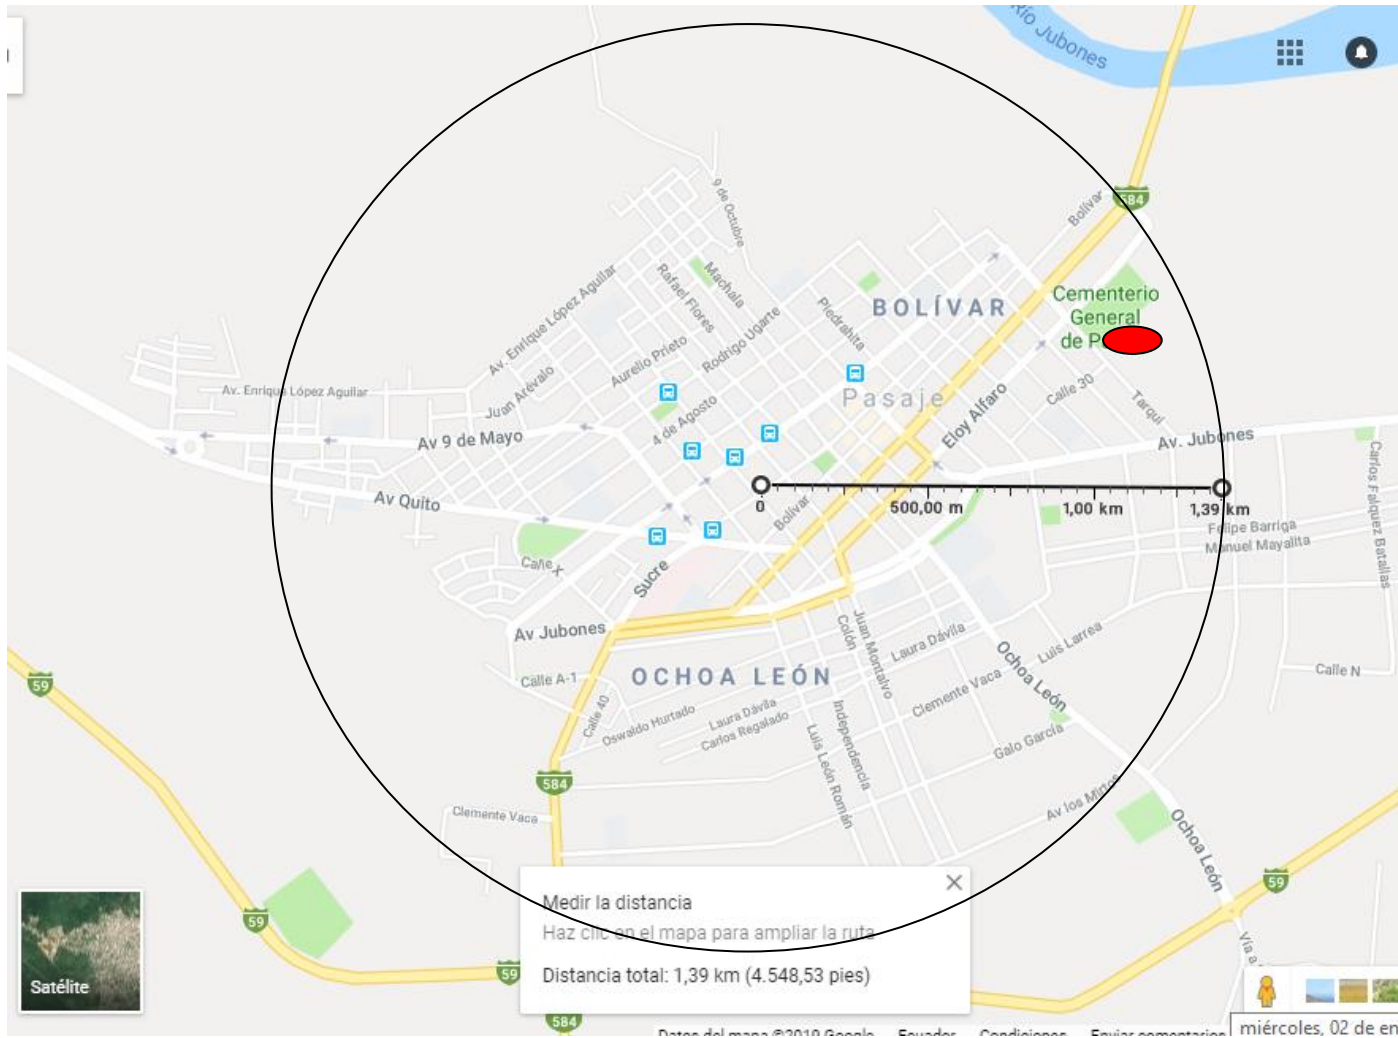 Río Jubones
584
Bolívar
9 de Octubre
Cementerio
General
de P
BOLÍVAR
Machala
Rafael Flores
Av. Enrique López Aguilar
Piedrahita
Rodrigo Ugarte
Aurelio Prieto
Juan Arévalo
Av. Enrique López Aguilar
Pasaje
Calle 30
Tarqui
Eloy Alfaro
4 de Agosto
Av 9 de Mayo
Av. Jubones
Carlos Falquez Batallas
Av Quito
0
500,00 m
1,00 km
1,39 km
Bolívar
Felipe Barriga
Manuel Mayalita
Calle X
Sucre
Av Jubones
Juan Montalvo
Colón
Laura Dávila
Luis Larrea
Ochoa León
OCHOA LEÓN
Calle A-1
Calle N
59
Clemente Vaca
Calle 40
Oswaldo Hurtado
Laura Dávila
Carlos Regalado
Independencia
Luis León Román
Galo García
584
Av los Mirtos
Clemente Vaca
Ochoa León
59
59
Medir la distancia
Haz clic en el mapa para ampliar la ruta
Distancia total: 1,39 km (4.548,53 pies)
59
Vía a
Satélite
584
Datos del mapa ©2019 Google Ecuador Condiciones Enviar comentarios
miércoles, 02 de en